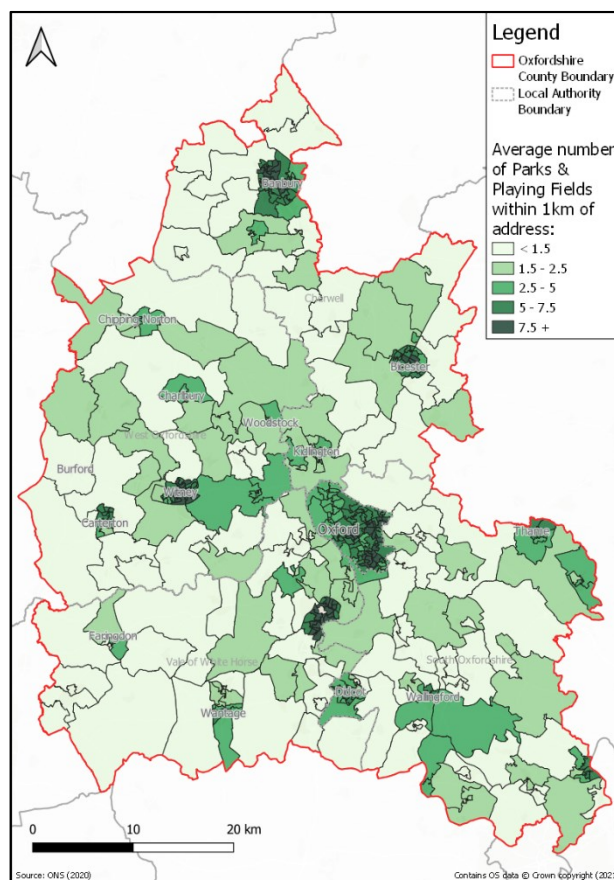 Legend
Oxfordshire
County Boundary
Local Authority
Boundary
Average number
of Parks &
Playing Fields
within 1km of
address:
< 1.5
1.5 - 2.5
2.5 - 5
5 - 7.5
7.5 +
Banbury
Cherwell
Chipping Norton
Bicester
Charlbury
Woodstock
West Oxfordshire
Kidlington
Burford
Witney
Carterton
Oxford
Thame
Faringdon
Vale of White Horse
South Oxfordshire
Didcot
Wallingford
Wantage
0
10
20 km
Source: ONS (2020)
Contains OS data © Crown copyright (202